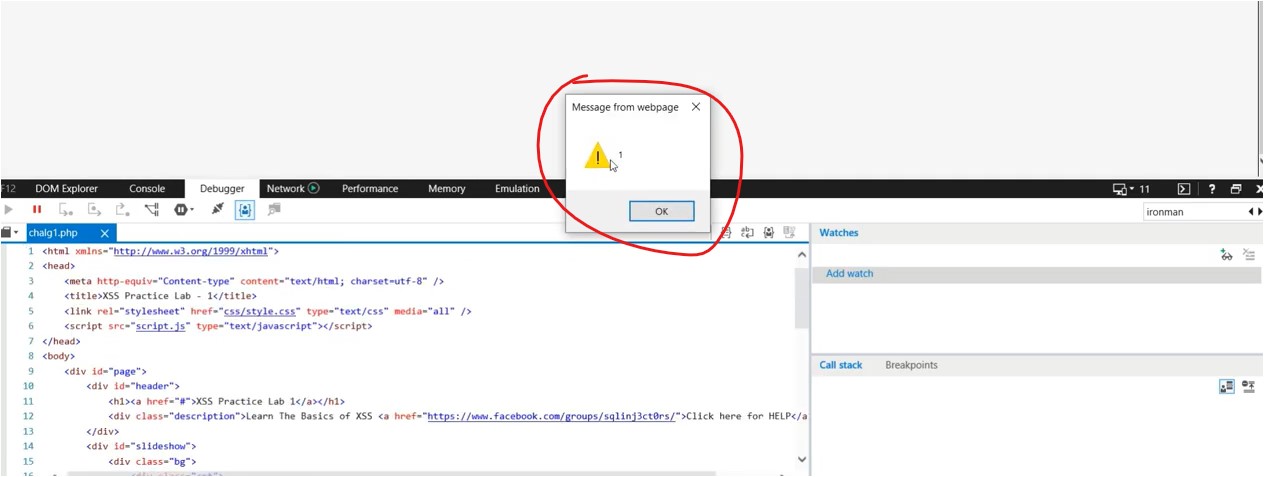 Message from webpage
1
OK
F12 DOM Explorer Console Debugger Network Performance Memory Emulation 11 ?
ironman
chalg1.php
Watches
1 <html xmlns="http://www.w3.org/1999/xhtml">
2 <head>
3 <meta http-equiv="Content-type" content="text/html; charset=utf-8" />
4 <title>XSS Practice Lab - 1</title>
5 <link rel="stylesheet" href="css/style.css" type="text/css" media="all" />
6 <script src="script.js" type="text/javascript"></script>
7 </head>
8 <body>
9 <div id="page">
10 <div id="header">
11 <h1><a href="#">XSS Practice Lab 1</a></h1>
12 <div class="description">Learn The Basics of XSS <a href="https://www.facebook.com/groups/sqlinj3ct0rs/">Click here for HELP</a
13 </div>
14 <div id="slideshow">
15 <div class="bg">
Add watch
Call stack Breakpoints